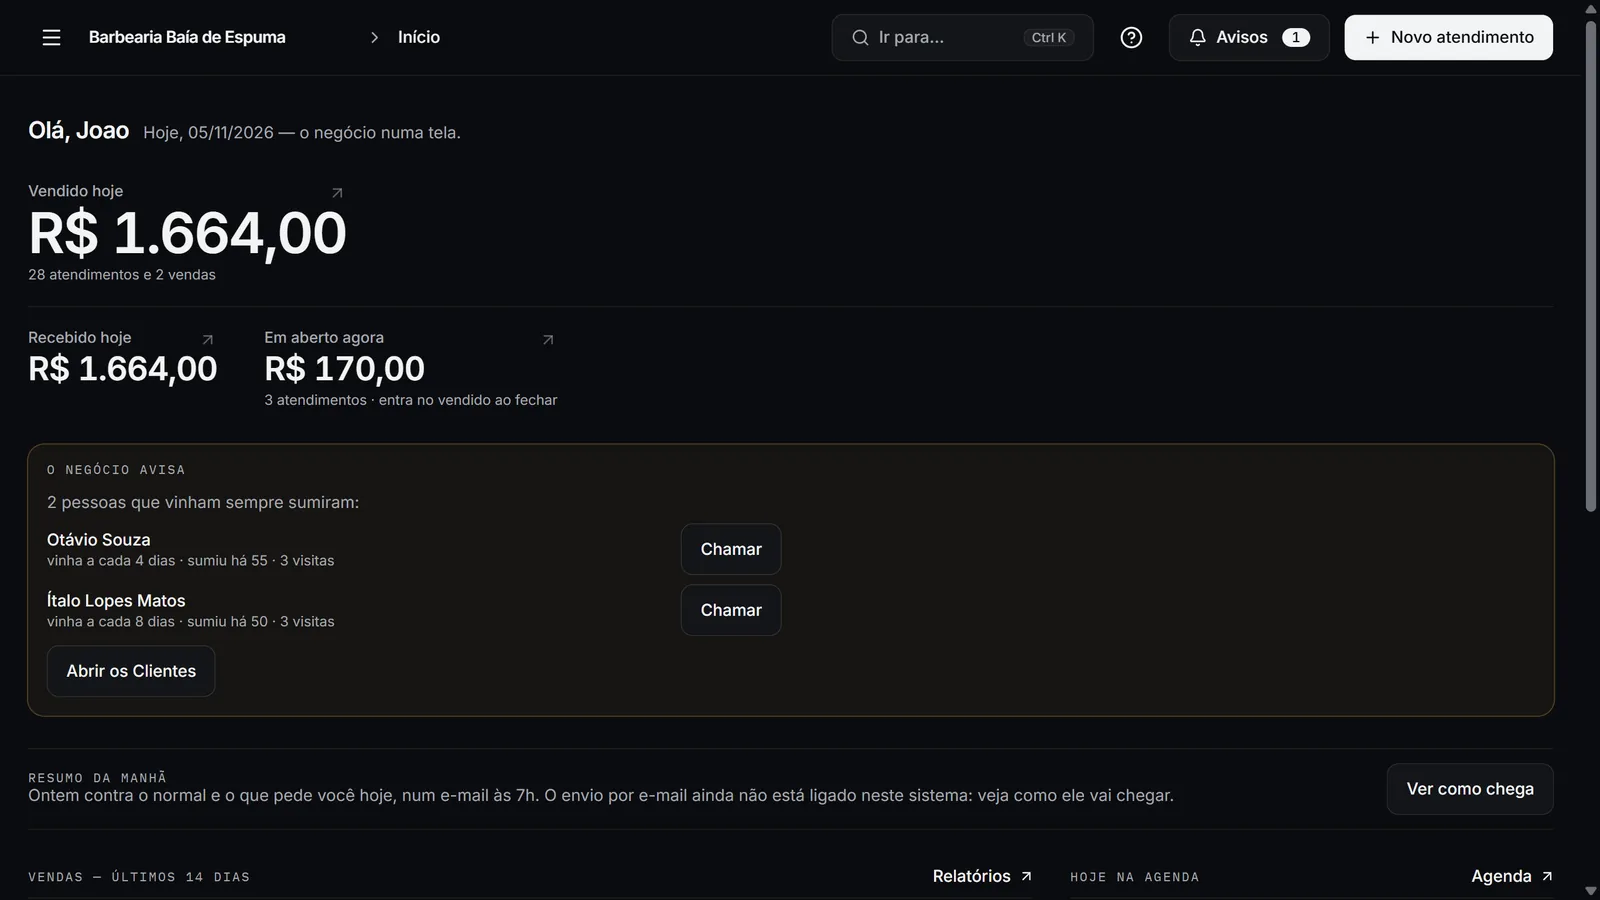 Barbearia Baía de Espuma
Início
Ir para...
Ctrl K
Avisos
1
Novo atendimento
Olá, Joao
Hoje, 05/11/2026 — o negócio numa tela.
Vendido hoje
R$ 1.664,00
28 atendimentos e 2 vendas
Recebido hoje
R$ 1.664,00
Em aberto agora
R$ 170,00
3 atendimentos · entra no vendido ao fechar
O NEGÓCIO AVISA
2 pessoas que vinham sempre sumiram:
Otávio Souza
vinha a cada 4 dias · sumiu há 55 · 3 visitas
Chamar
Ítalo Lopes Matos
vinha a cada 8 dias · sumiu há 50 · 3 visitas
Chamar
Abrir os Clientes
RESUMO DA MANHÃ
Ontem contra o normal e o que pede você hoje, num e-mail às 7h. O envio por e-mail ainda não está ligado neste sistema: veja como ele vai chegar.
Ver como chega
VENDAS — ÚLTIMOS 14 DIAS
Relatórios
HOJE NA AGENDA
Agenda